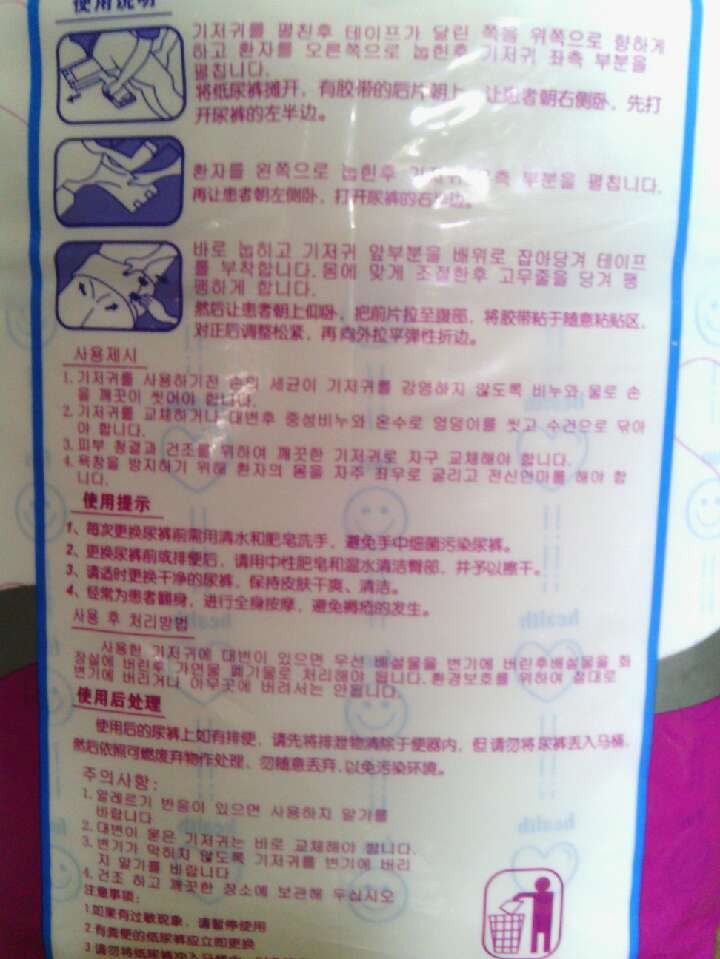 使用说明
기저귀를 펼친후 테이프가 달린 쪽을 위쪽으로 향하게
하고 환자를 오른쪽으로 눕힌후 기저귀 좌측 부분을
펼칩니다.
将纸尿裤摊开，有胶带的后片朝上，让患者朝右侧卧，先打
开尿裤的左半边。
환자를 왼쪽으로 눕힌후 기저귀 우측 부분을 펼칩니다.
再让患者朝左侧卧，打开尿裤的右半边。
바로 눕히고 기저귀 앞부분을 배위로 잡아당겨 테이프
를 부착합니다. 몸에 맞게 조절한후 고무줄을 당겨 팽
팽하게 합니다.
然后让患者朝上仰卧，把前片拉至腹部，将胶带粘于随意粘贴区，
对正后调整松紧，再向外拉平弹性折边。
사용제시
1. 기저귀를 사용하기전 손의 세균이 기저귀를 감염하지 않도록 비누와 물로 손
을 깨끗이 씻어야 합니다.
2. 기저귀를 교체하거나 대변후 중성비누와 온수로 엉덩이를 씻고 수건으로 닦아
야 합니다.
3. 피부 청결과 건조를 위하여 깨끗한 기저귀로 자구 교체해야 합니다.
4. 욕창을 방지하기 위해 환자의 몸을 자주 좌우로 굴리고 전신안마를 해야 합
니다.
使用提示
1、每次更换尿裤前需用清水和肥皂洗手，避免手中细菌污染尿裤。
2、更换尿裤前或排便后，请用中性肥皂和温水清洁臀部，并予以擦干。
3、请适时更换干净的尿裤，保持皮肤干爽、清洁。
4、经常为患者翻身，进行全身按摩，避免褥疮的发生。
사용 후 처리방법
사용한 기저귀에 대변이 있으면 우선 배설물을 변기에 버린후배설물을 화
장실에 버린후 가연물 폐기물로 처리해야 됩니다. 환경보호를 위하여 절대로
변기에 버리거나 아무곳에 버려서는 안됩니다.
使用后处理
使用后的尿裤上如有排便，请先将排泄物清除于便器内，但请勿将尿裤丢入马桶，
然后依照可燃废弃物作处理，勿随意丢弃，以免污染环境。
주의사항:
1. 알레르기 반응이 있으면 사용하지 말기를
바랍니다
2. 대변이 묻은 기저귀는 바로 교체해야 합니다.
3. 변기가 막히지 않도록 기저귀를 변기에 버리
지 말기를 바랍니다
4. 건조 하고 깨끗한 장소에 보관해 두십시오
注意事项：
1.如果有过敏现象，请暂停使用
2.有粪便的纸尿裤应立即更换
3.请勿将纸尿裤冲入马桶内